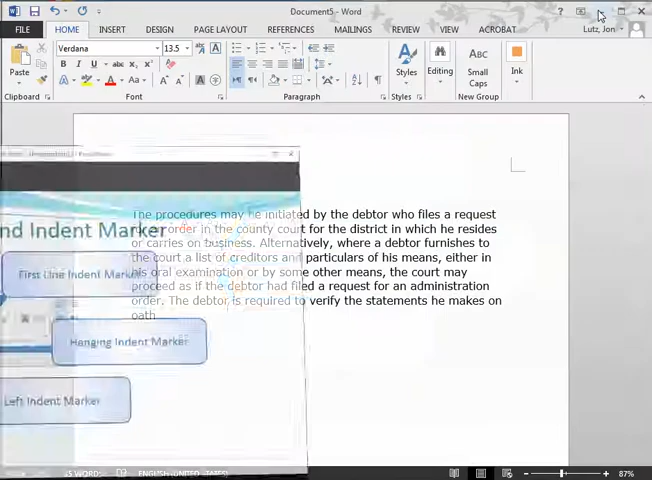 Document5 - Word
Lutz, Jon
FILE HOME INSERT DESIGN PAGE LAYOUT REFERENCES MAILINGS REVIEW VIEW ACROBAT
Verdana 13.5
Paste
Styles
Editing
Small
Caps
Ink
Clipboard Font Paragraph Styles New Group
The procedures may be initiated by the debtor who files a request
order in the county court for the district in which he resides
or carries on business. Alternatively, where a debtor furnishes to
the court a list of creditors and particulars of his means, either in
his oral examination or by some other means, the court may
proceed as if the debtor had filed a request for an administration
order. The debtor is required to verify the statements he makes on
oath
nd Indent Marker
First Line Indent Marker
Hanging Indent Marker
Left Indent Marker
WORDS ENGLISH (UNITED STATES)
87%